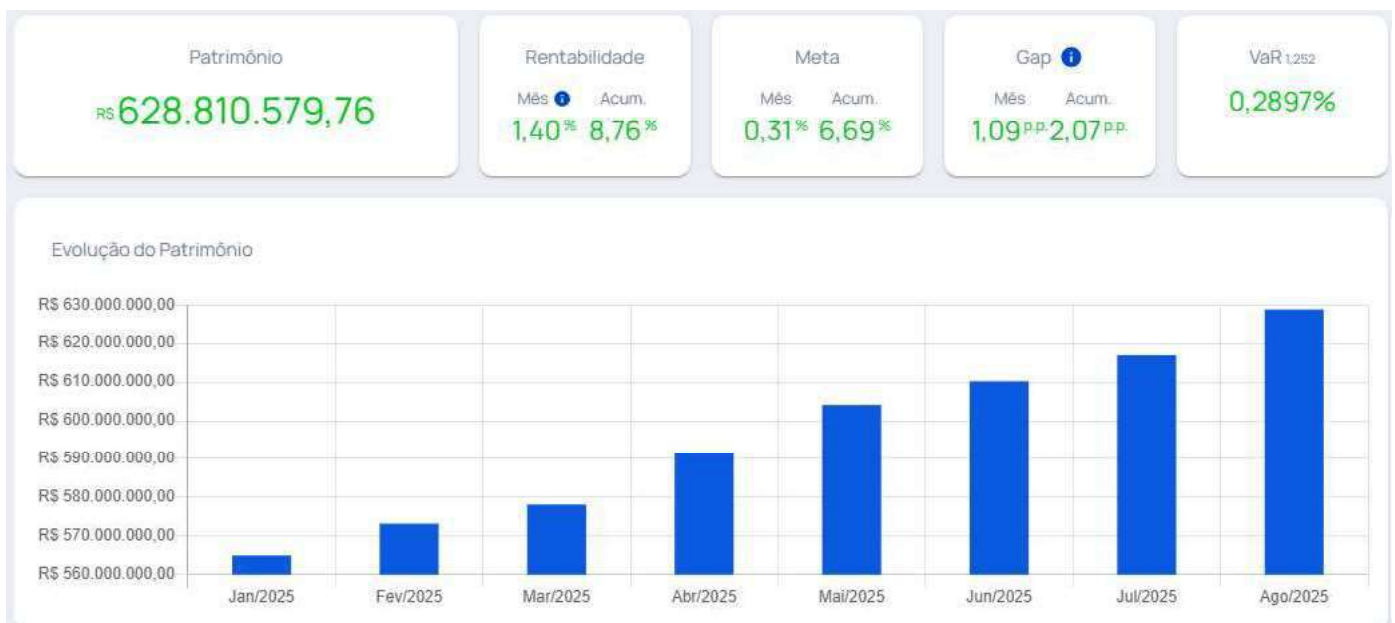 Patrimônio
R$ 628.810.579,76
Rentabilidade
Mês Acum.
1,40% 8,76%
Meta
Mês Acum.
0,31% 6,69%
Gap
Mês Acum.
1,09p.p. 2,07p.p.
VaR 1,252
0,2897%
Evolução do Patrimônio
R$ 630.000.000,00
R$ 620.000.000,00
R$ 610.000.000,00
R$ 600.000.000,00
R$ 590.000.000,00
R$ 580.000.000,00
R$ 570.000.000,00
R$ 560.000.000,00
Jan/2025 Fev/2025 Mar/2025 Abr/2025 Mai/2025 Jun/2025 Jul/2025 Ago/2025